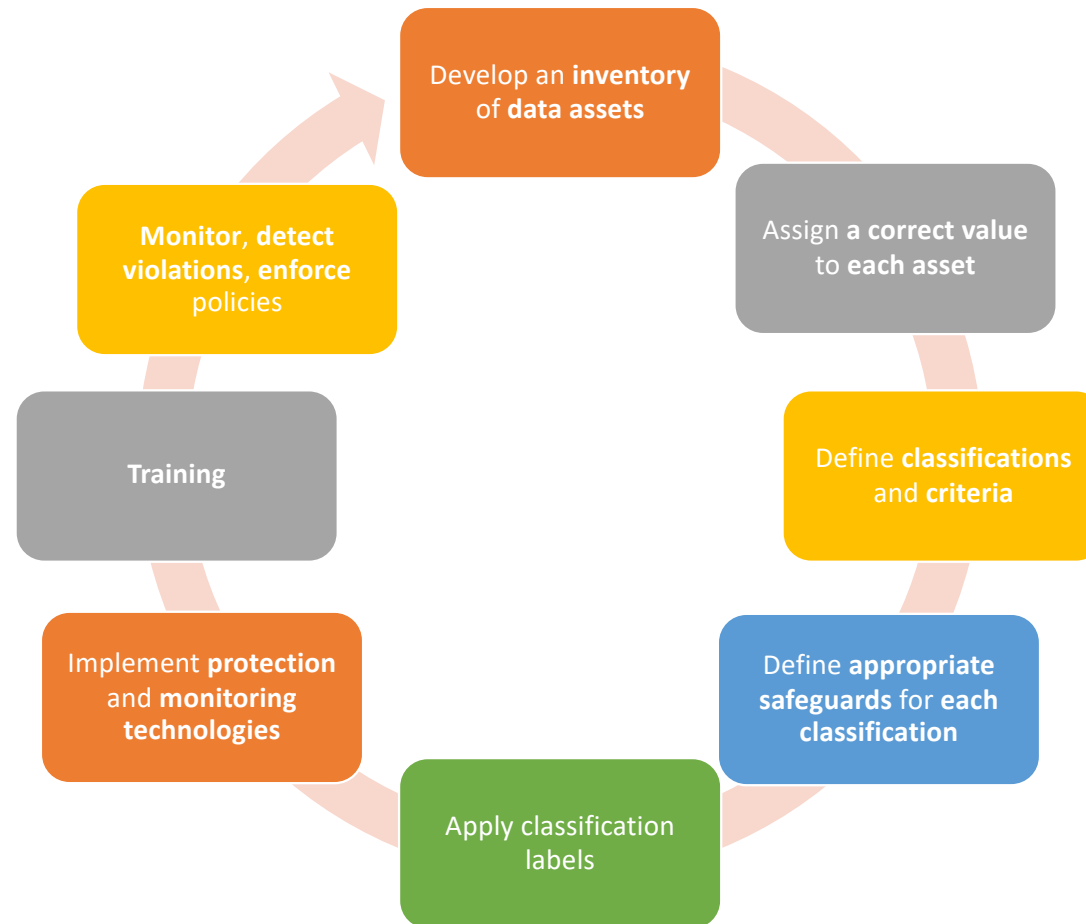 Develop an inventory
of data assets
Assign a correct value
to each asset
Define classifications
and criteria
Define appropriate
safeguards for each
classification
Apply classification
labels
Implement protection
and monitoring
technologies
Training
Monitor, detect
violations, enforce
policies